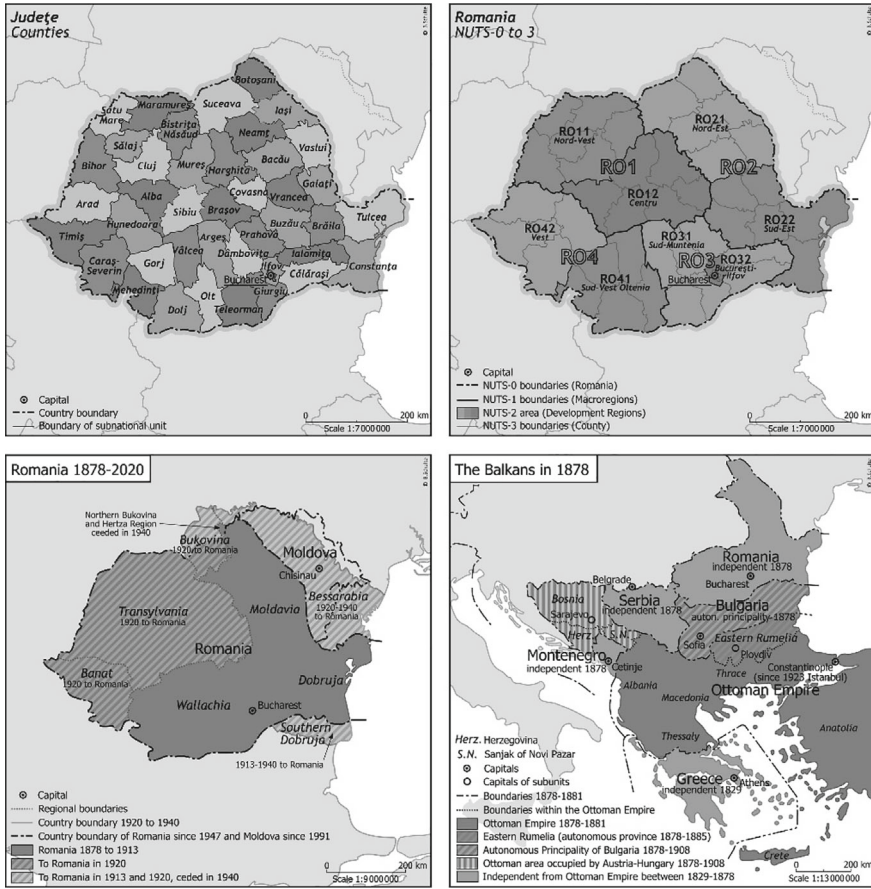 Județe
Counties
Botoșani
Satu
Mare
Maramureș
Suceava
Bistrița
Năsăud
Iași
Sălaj
Neamț
Bihor
Cluj
Mureș
Harghita
Bacău
Vaslui
Arad
Alba
Covasna
Vrancea
Galați
Hunedoara
Sibiu
Brașov
Timiș
Buzău
Brăila
Tulcea
Caraș-
Severin
Gorj
Vâlcea
Argeș
Prahova
Dâmbovița
Ialomița
Ilfov
Constanța
Mehedinți
Bucharest
Călărași
Olt
Giurgiu
Dolj
Teleorman
Capital
Country boundary
Boundary of subnational unit
0
200 km
Scale 1:7000000
Romania
NUTS-0 to 3
RO11
Nord-Vest
RO21
Nord-Est
RO1
RO2
RO12
Centru
RO42
Vest
RO31
Sud-Muntenia
RO22
Sud-Est
RO4
RO3
RO32
București-
Ilfov
RO41
Sud-Vest Oltenia
Bucharest
Capital
NUTS-0 boundaries (Romania)
NUTS-1 boundaries (Macroregions)
NUTS-2 area (Development Regions)
NUTS-3 boundaries (County)
0
200 km
Scale 1:7000000
Romania 1878-2020
Northern Bukovina
and Hertza Region
ceeded in 1940
Bukovina
1920 to Romania
Moldova
Chisinau
Bessarabia
1920-1940
to Romania
Transylvania
1920 to Romania
Moldavia
Romania
Banat
1920 to Romania
Dobruja
Wallachia
Bucharest
Southern
Dobruja
1913-1940 to Romania
Capital
Regional boundaries
Country boundary 1920 to 1940
Country boundary of Romania since 1947 and Moldova since 1991
Romania 1878 to 1913
To Romania in 1920
To Romania in 1913 and 1920, ceded in 1940
0
200 km
Scale 1:9000000
The Balkans in 1878
Romania
independent 1878
Bucharest
Belgrade
Bosnia
Serbia
independent 1878
Sarajevo
Bulgaria
auton. principality 1878
Herz.
S.N.
Sofia
Eastern Rumelia
Plovdiv
Montenegro
independent 1878
Cetinje
Thrace
Constantinople
(since 1923 Istanbul)
Albania
Ottoman Empire
Macedonia
Anatolia
Thessaly
Greece
independent 1829
Athens
Crete
Herz. Herzegovina
S.N. Sanjak of Novi Pazar
Capitals
Capitals of subunits
Boundaries 1878-1881
Boundaries within the Ottoman Empire
Ottoman Empire 1878-1881
Eastern Rumelia (autonomous province 1878-1885)
Autonomous Principality of Bulgaria 1878-1908
Ottoman area occupied by Austria-Hungary 1878-1908
Independent from Ottoman Empire beetween 1829-1878
0
200 km
Scale 1:13000000